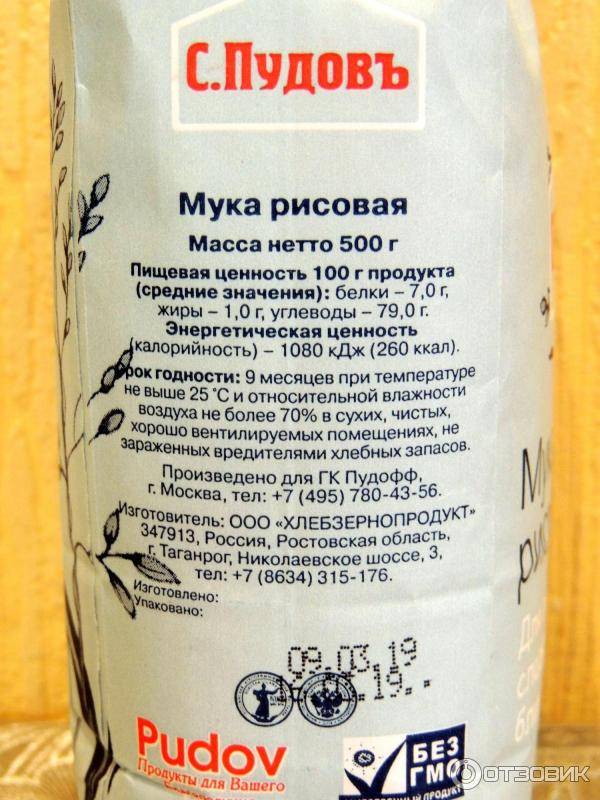 С.ПУДОВЪ
Мука рисовая
Масса нетто 500 г
Пищевая ценность 100 г продукта
(средние значения): белки – 7,0 г,
жиры – 1,0 г, углеводы – 79,0 г.
Энергетическая ценность
(калорийность) – 1080 кДж (260 ккал).
Срок годности: 9 месяцев при температуре
не выше 25 °С и относительной влажности
воздуха не более 70% в сухих, чистых,
хорошо вентилируемых помещениях, не
зараженных вредителями хлебных запасов.
Произведено для ГК Пудофф,
г. Москва, тел: +7 (495) 780-43-56.
Изготовитель: ООО «ХЛЕБЗЕРНОПРОДУКТ»
347913, Россия, Ростовская область,
г. Таганрог, Николаевское шоссе, 3,
тел: +7 (8634) 315-176.
Изготовлено:
Упаковано:
09.03.19
Pudov
Продукты для Вашего
БЕЗ
ГМО
ОТЗОВИК